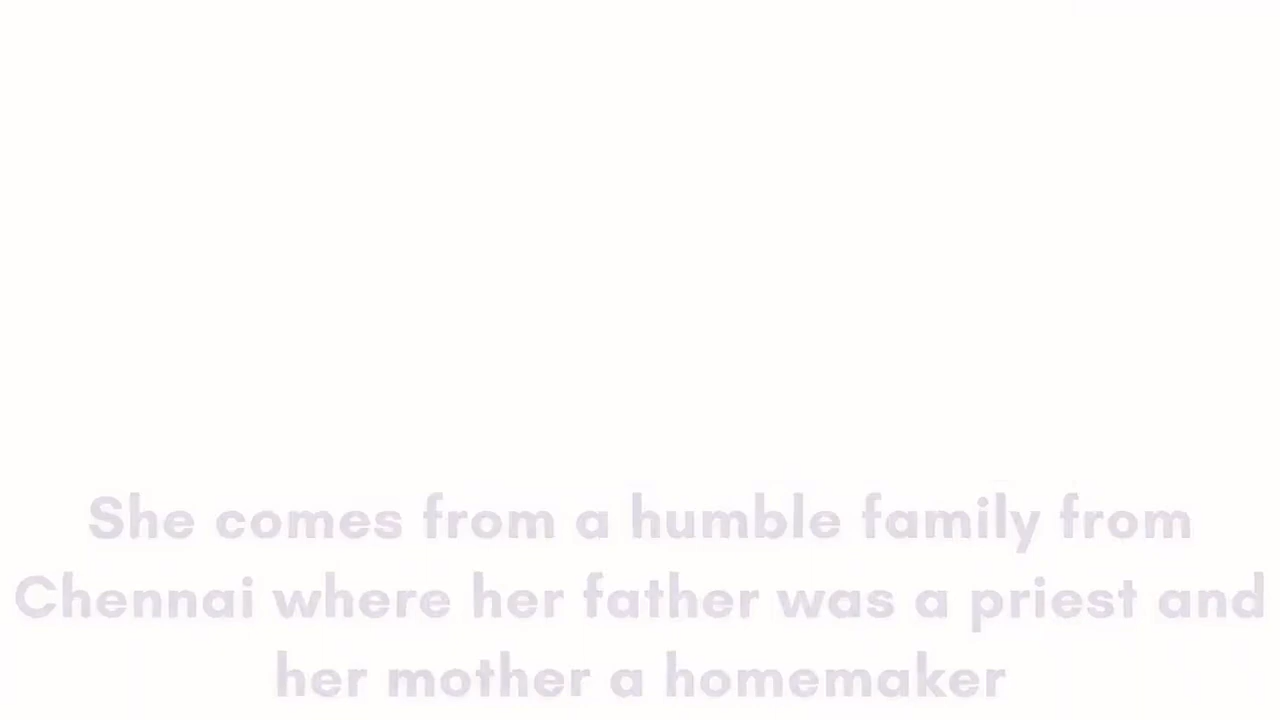 She comes from a humble family from
Chennai where her father was a priest and
her mother a homemaker